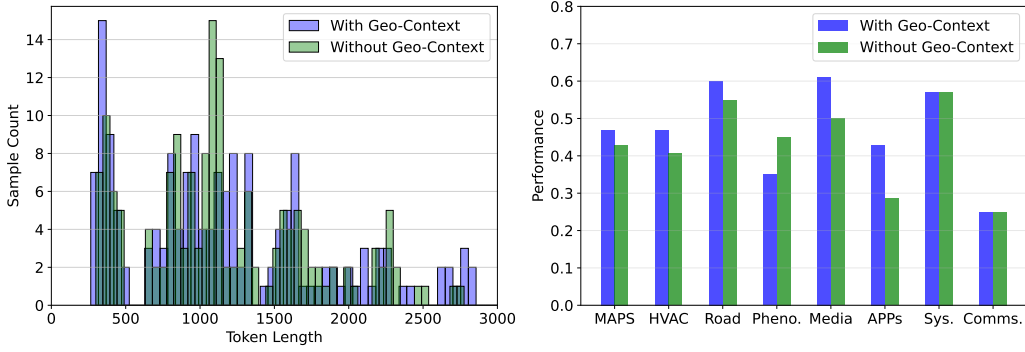 With Geo-Context
Without Geo-Context
Sample Count
14
12
10
8
6
4
2
0
0 500 1000 1500 2000 2500 3000
Token Length
With Geo-Context
Without Geo-Context
Performance
0.8
0.7
0.6
0.5
0.4
0.3
0.2
0.1
0.0
MAPS HVAC Road Pheno. Media APPs Sys. Comms.